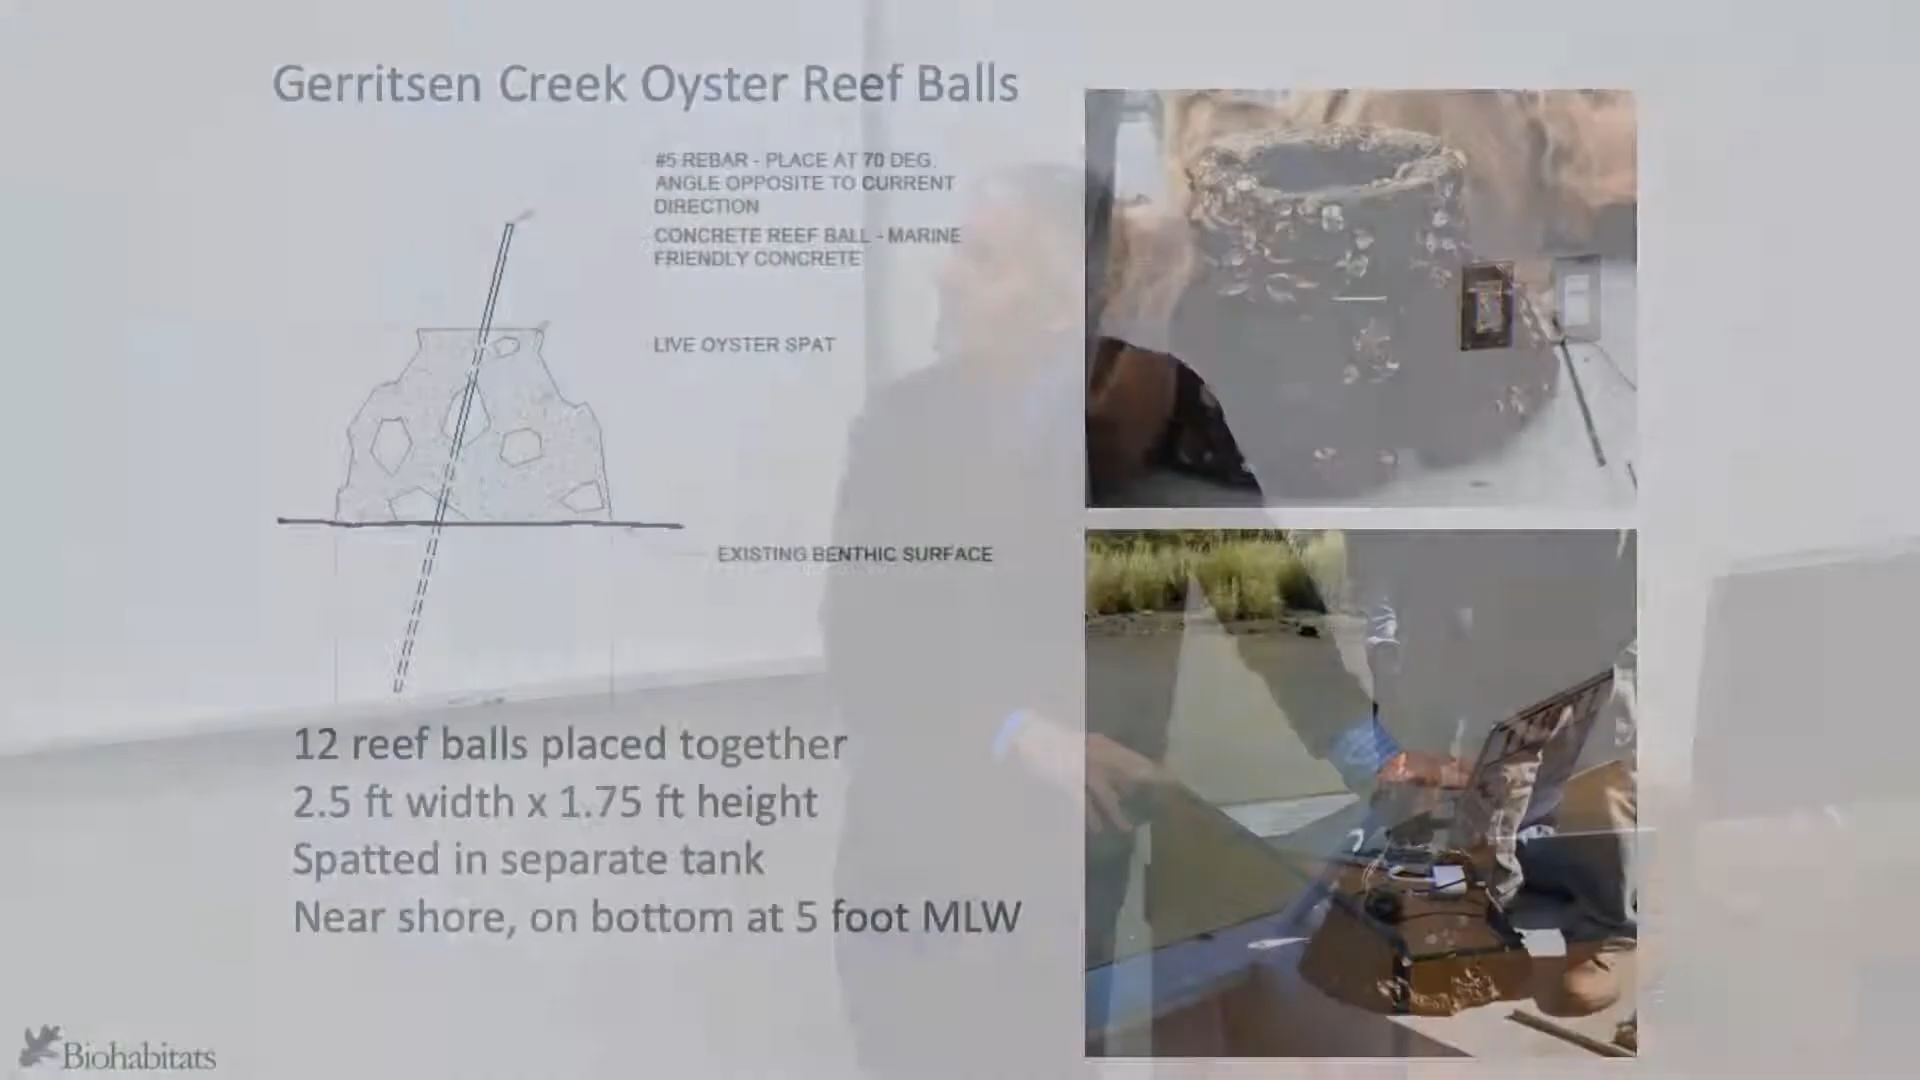 Gerritsen Creek Oyster Reef Balls
#5 REBAR - PLACE AT 70 DEG.
ANGLE OPPOSITE TO CURRENT
DIRECTION
CONCRETE REEF BALL - MARINE
FRIENDLY CONCRETE
LIVE OYSTER SPAT
EXISTING BENTHIC SURFACE
12 reef balls placed together
2.5 ft width x 1.75 ft height
Spatted in separate tank
Near shore, on bottom at 5 foot MLW
Biohabitats